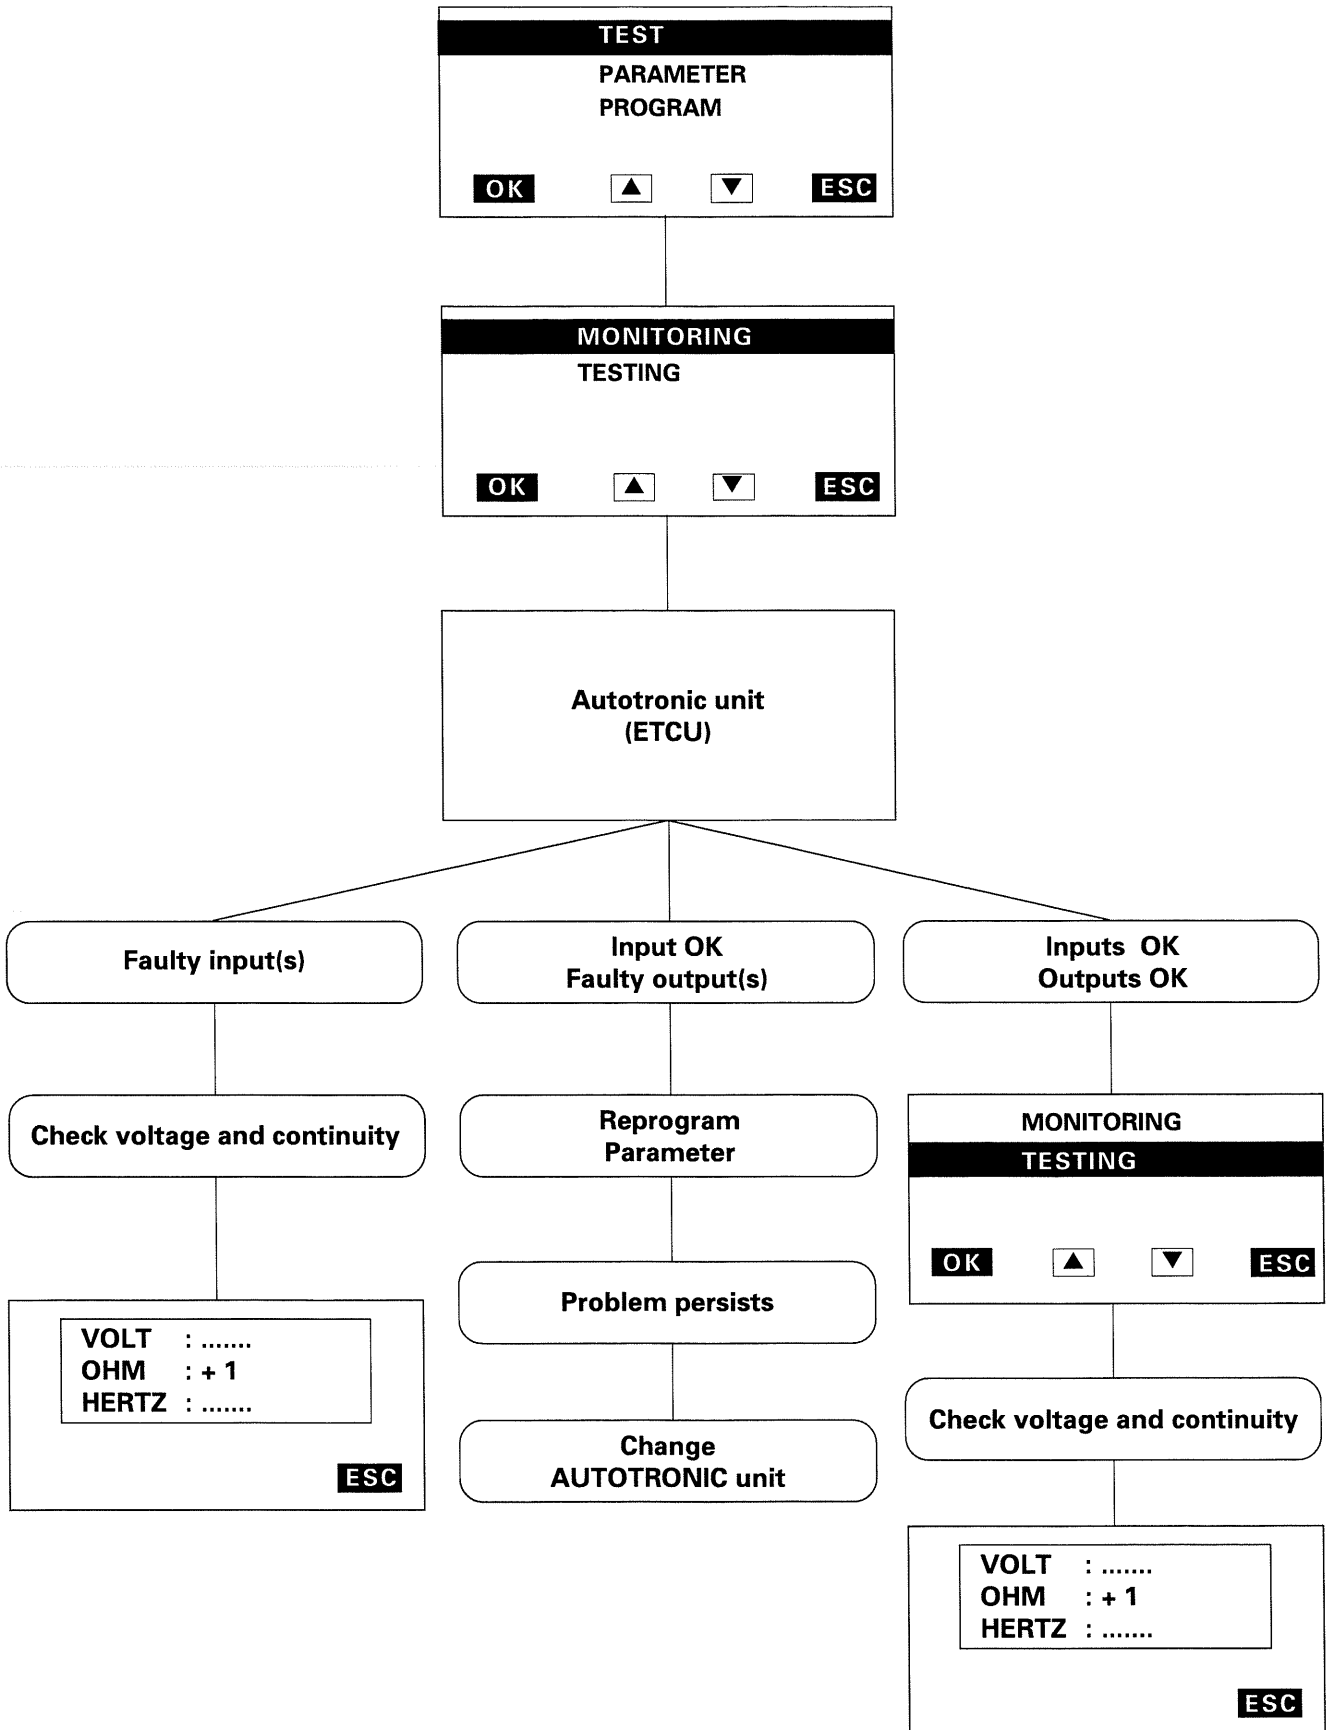 TEST
PARAMETER
PROGRAM
OK ▲ ▼ ESC
MONITORING
TESTING
OK ▲ ▼ ESC
Autotronic unit
(ETCU)
Faulty input(s)
Input OK
Faulty output(s)
Inputs OK
Outputs OK
Check voltage and continuity
Reprogram
Parameter
MONITORING
TESTING
OK ▲ ▼ ESC
VOLT : .......
OHM : + 1
HERTZ : .......
ESC
Problem persists
Change
AUTOTRONIC unit
Check voltage and continuity
VOLT : .......
OHM : + 1
HERTZ : .......
ESC